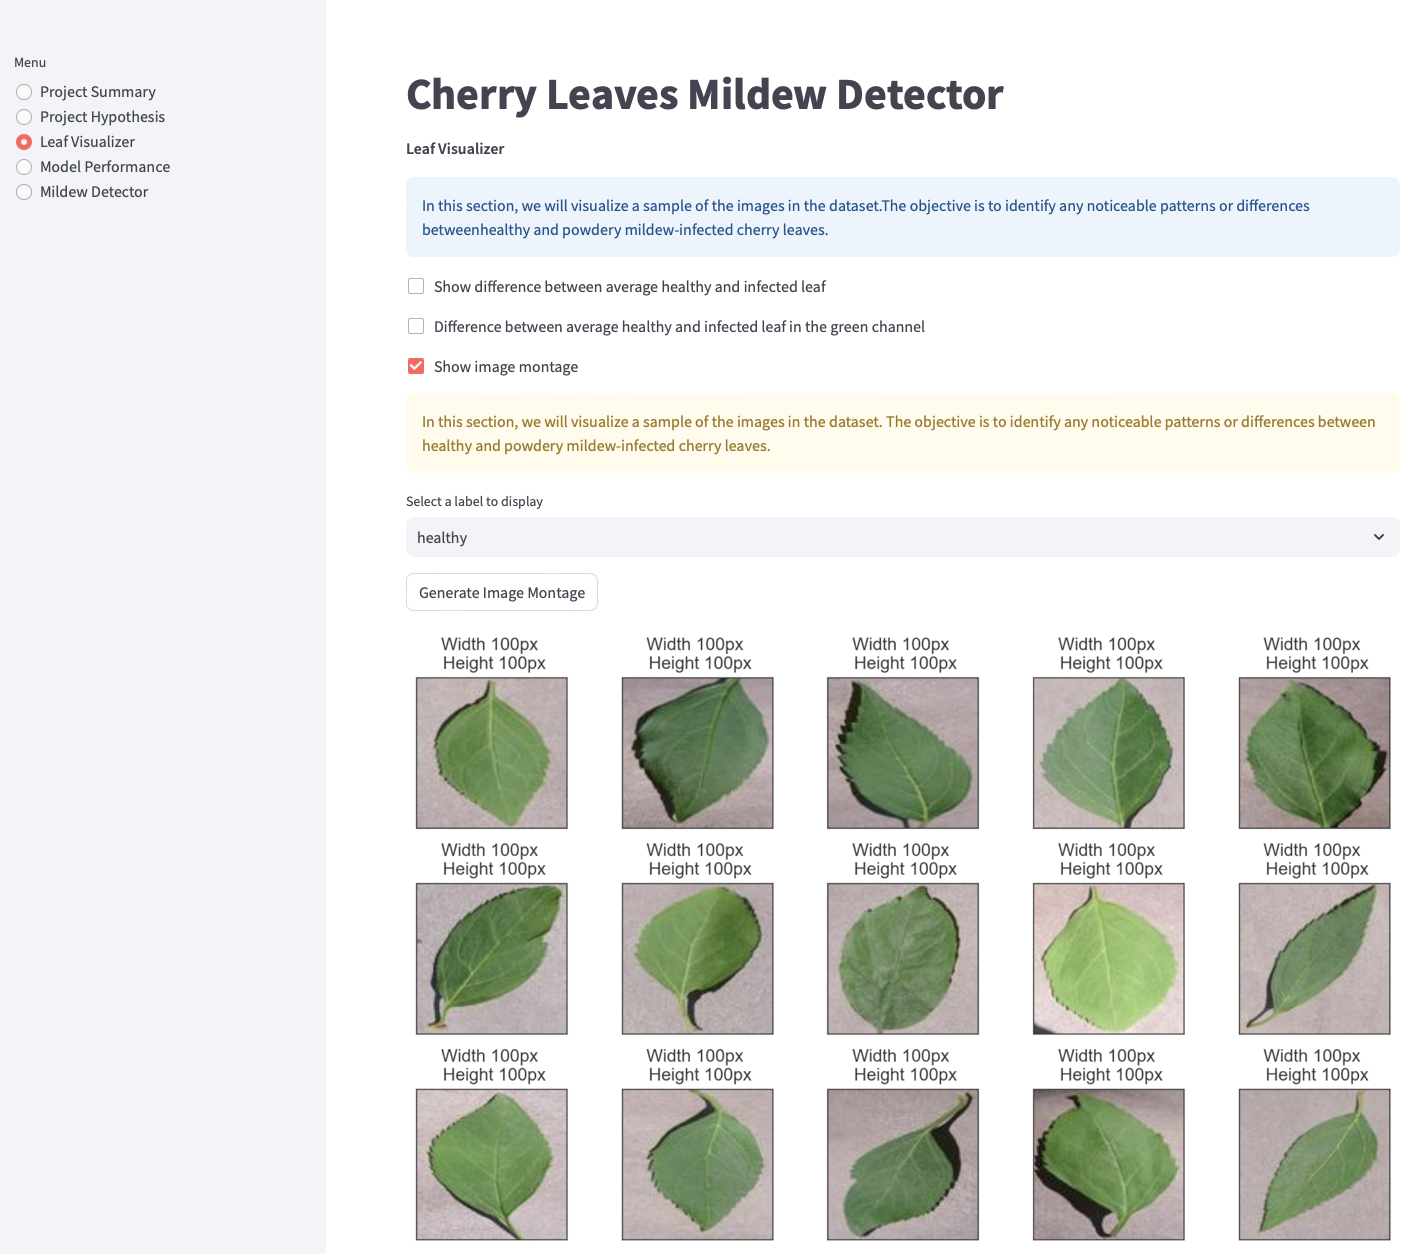 Menu
Project Summary
Project Hypothesis
Leaf Visualizer
Model Performance
Mildew Detector
Cherry Leaves Mildew Detector
Leaf Visualizer
In this section, we will visualize a sample of the images in the dataset.The objective is to identify any noticeable patterns or differences
betweenhealthy and powdery mildew-infected cherry leaves.
Show difference between average healthy and infected leaf
Difference between average healthy and infected leaf in the green channel
Show image montage
In this section, we will visualize a sample of the images in the dataset. The objective is to identify any noticeable patterns or differences between
healthy and powdery mildew-infected cherry leaves.
Select a label to display
healthy
Generate Image Montage
Width 100px Width 100px Width 100px Width 100px Width 100px
Height 100px Height 100px Height 100px Height 100px Height 100px
Width 100px Width 100px Width 100px Width 100px Width 100px
Height 100px Height 100px Height 100px Height 100px Height 100px
Width 100px Width 100px Width 100px Width 100px Width 100px
Height 100px Height 100px Height 100px Height 100px Height 100px